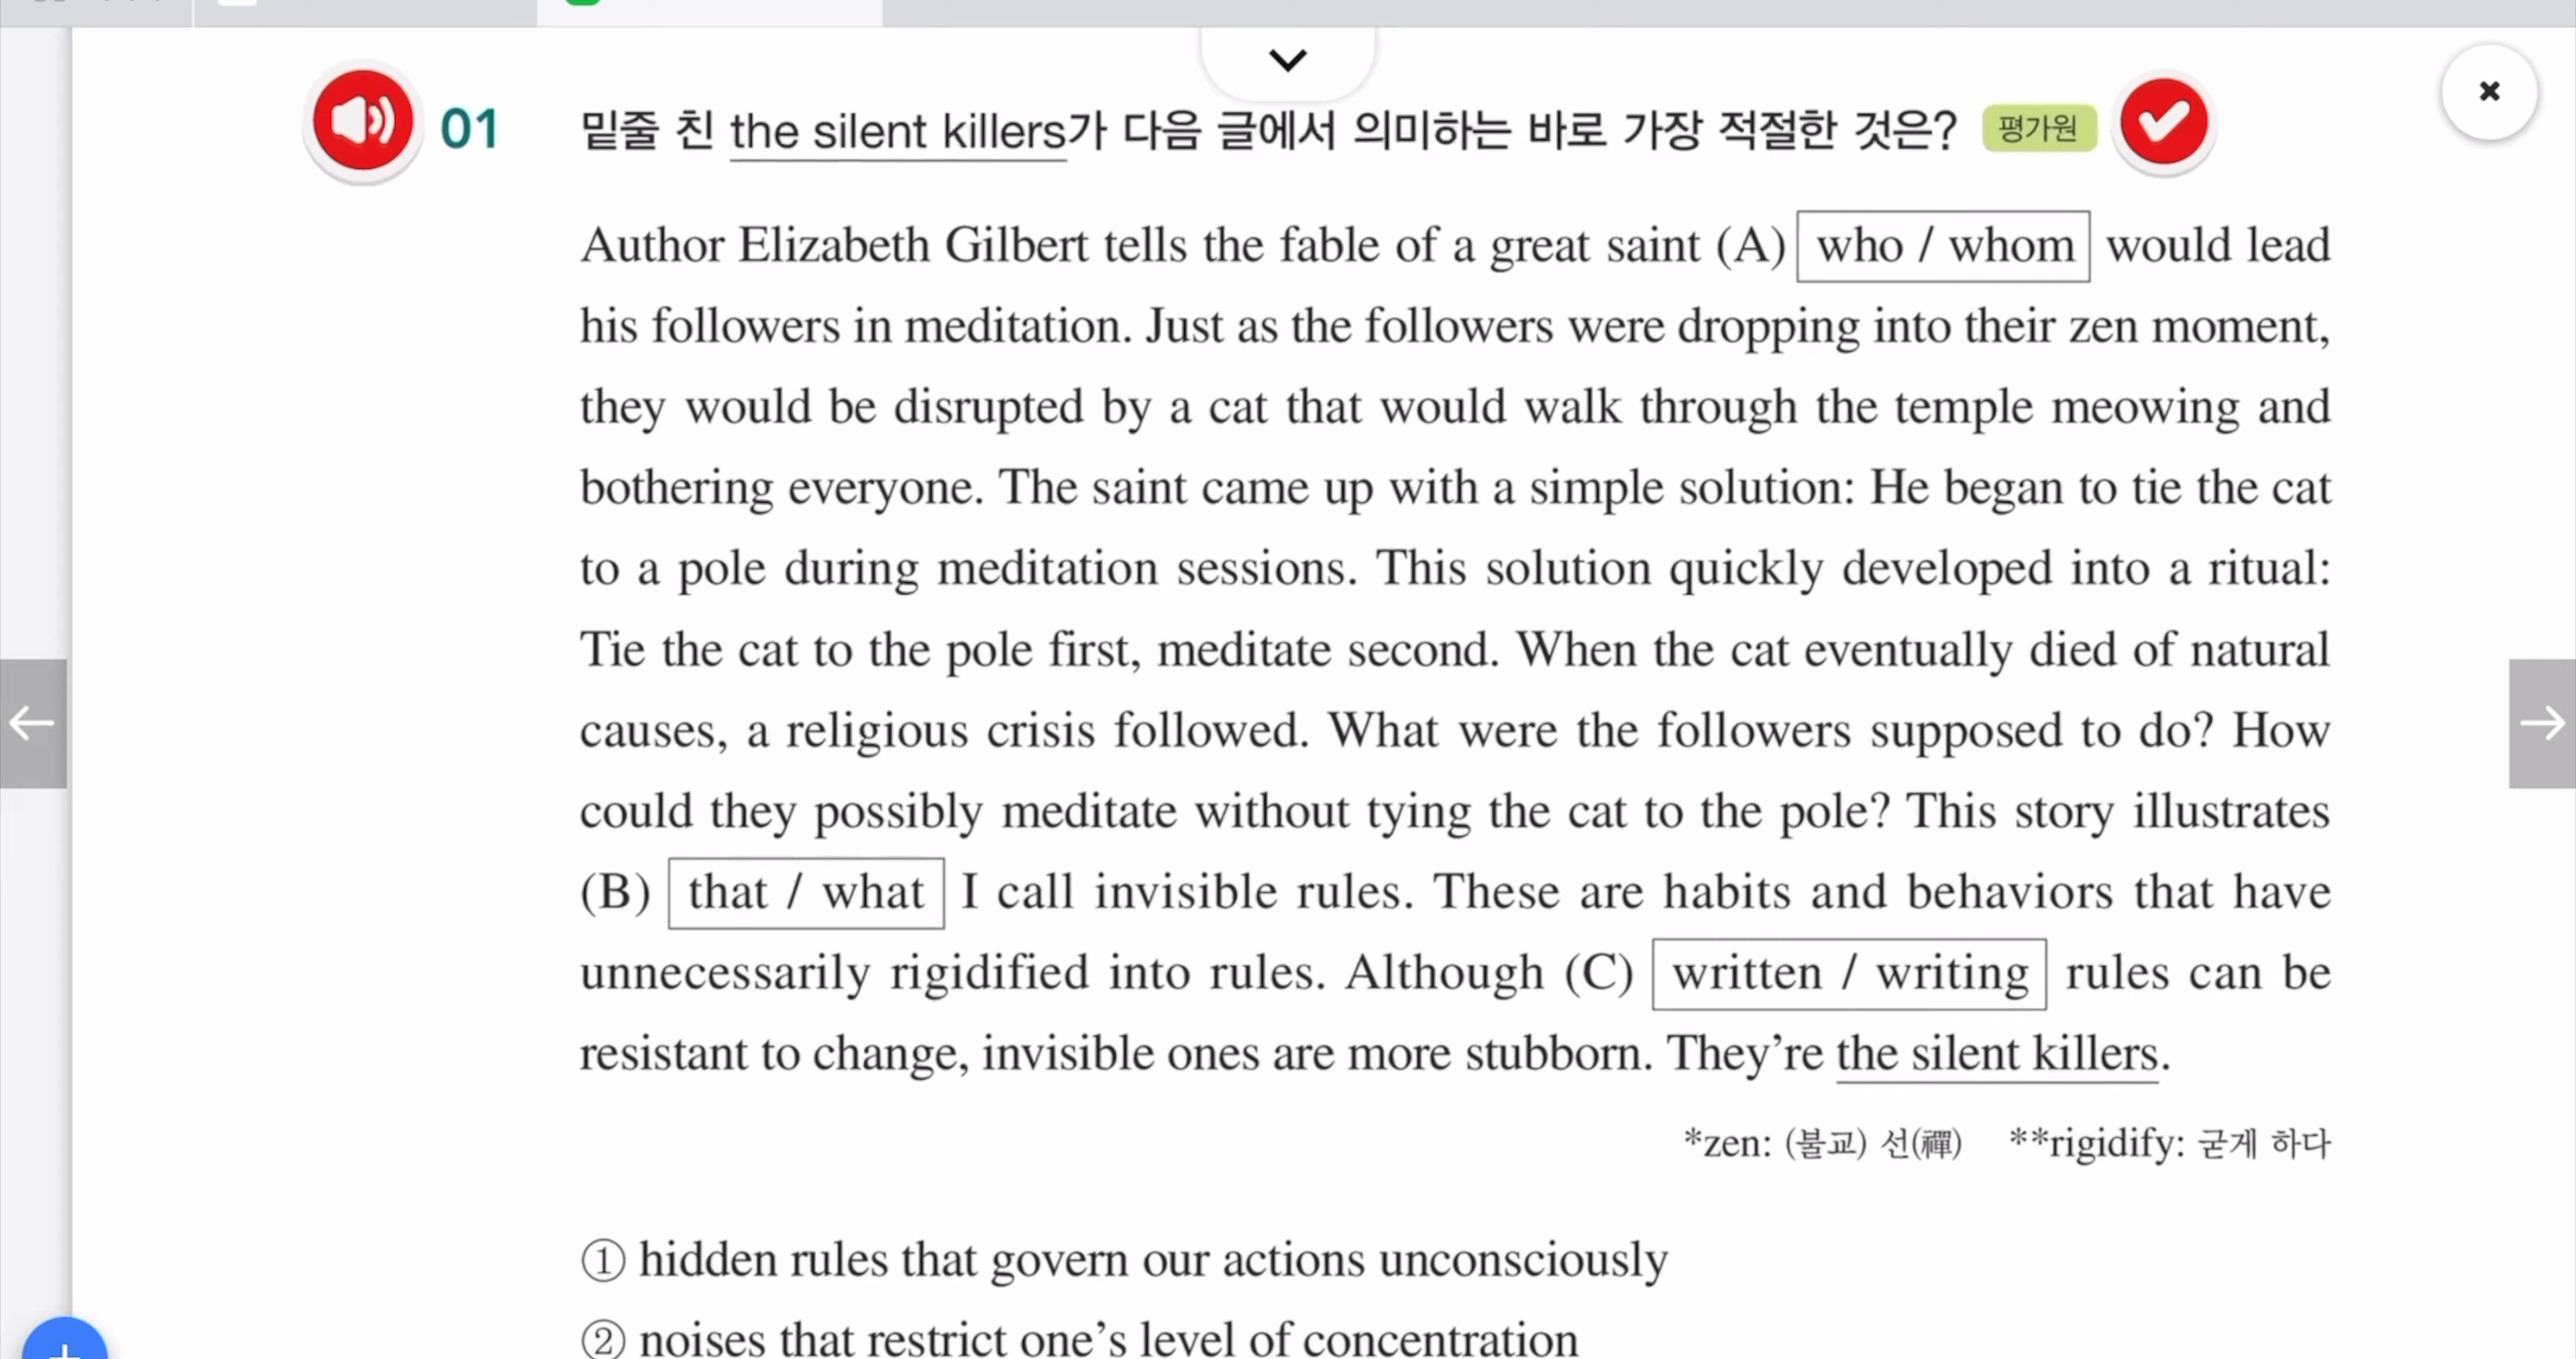 01 밑줄 친 the silent killers가 다음 글에서 의미하는 바로 가장 적절한 것은? 평가원
Author Elizabeth Gilbert tells the fable of a great saint (A) who / whom would lead
his followers in meditation. Just as the followers were dropping into their zen moment,
they would be disrupted by a cat that would walk through the temple meowing and
bothering everyone. The saint came up with a simple solution: He began to tie the cat
to a pole during meditation sessions. This solution quickly developed into a ritual:
Tie the cat to the pole first, meditate second. When the cat eventually died of natural
causes, a religious crisis followed. What were the followers supposed to do? How
could they possibly meditate without tying the cat to the pole? This story illustrates
(B) that / what I call invisible rules. These are habits and behaviors that have
unnecessarily rigidified into rules. Although (C) written / writing rules can be
resistant to change, invisible ones are more stubborn. They’re the silent killers.
*zen: (불교) 선(禪) **rigidify: 굳게 하다
① hidden rules that govern our actions unconsciously
② noises that restrict one’s level of concentration